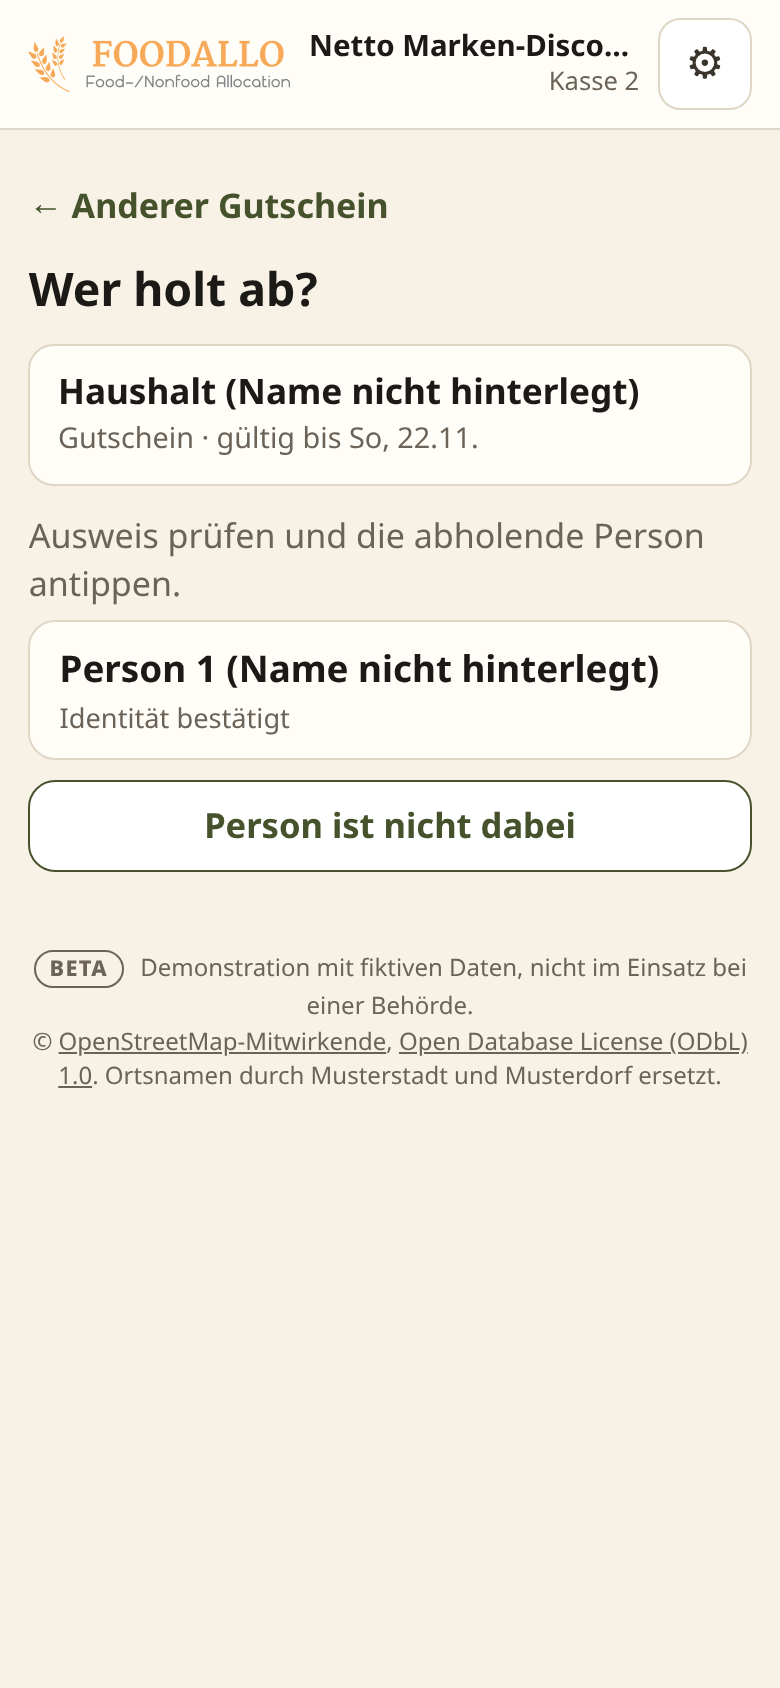 FOODALLO
Food-/Nonfood Allocation
Netto Marken-Disco...
Kasse 2
← Anderer Gutschein
Wer holt ab?
Haushalt (Name nicht hinterlegt)
Gutschein · gültig bis So, 22.11.
Ausweis prüfen und die abholende Person
antippen.
Person 1 (Name nicht hinterlegt)
Identität bestätigt
Person ist nicht dabei
BETA Demonstration mit fiktiven Daten, nicht im Einsatz bei
einer Behörde.
© OpenStreetMap-Mitwirkende, Open Database License (ODbL)
1.0. Ortsnamen durch Musterstadt und Musterdorf ersetzt.